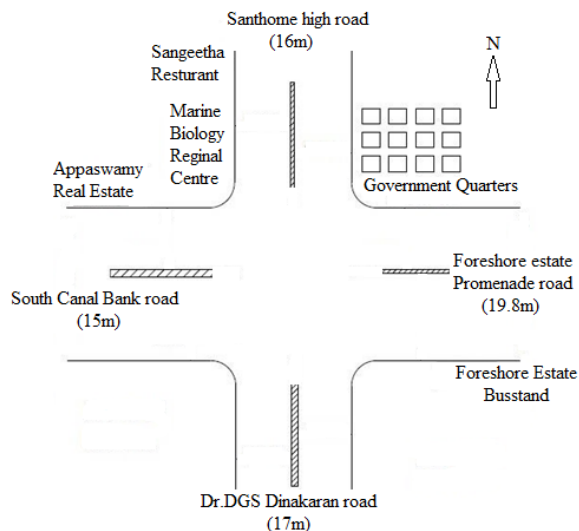 Santhome high road
(16m)
Sangeetha
Resturant
N
Marine
Biology
Reginal
Centre
Appaswamy
Real Estate
Government Quarters
South Canal Bank road
(15m)
Foreshore estate
Promenade road
(19.8m)
Foreshore Estate
Busstand
Dr.DGS Dinakaran road
(17m)